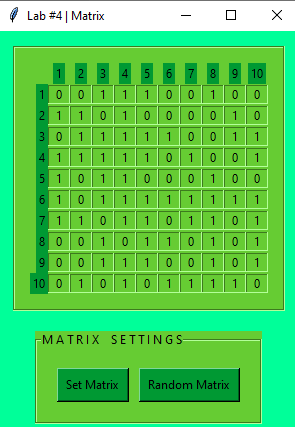 Lab #4 | Matrix
1 2 3 4 5 6 7 8 9 10
1 0 0 1 1 1 0 0 1 0 0
2 1 1 0 1 0 0 0 0 1 0
3 0 1 1 1 1 0 1 0 1 1
4 1 1 1 1 1 0 1 0 0 1
5 1 0 1 1 0 0 0 1 0 0
6 1 0 1 1 1 1 0 1 0 1
7 1 1 0 1 0 0 1 0 1 1
8 0 0 1 0 1 1 0 1 0 1
9 0 0 0 1 1 1 0 0 1 1
10 0 1 0 1 0 1 1 1 1 0
MATRIX SETTINGS
Set Matrix Random Matrix